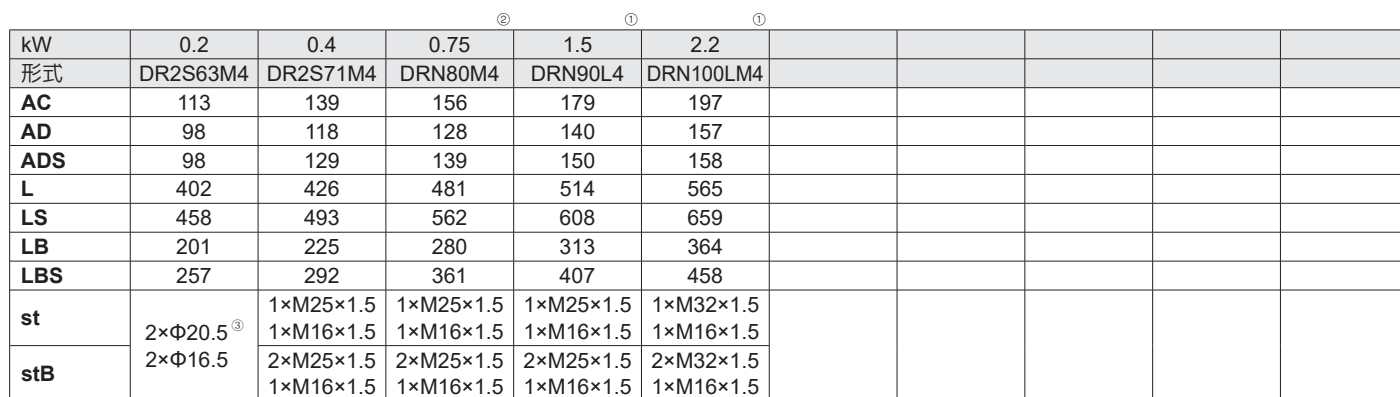 ② ① ①
kW 0.2 0.4 0.75 1.5 2.2
形式 DR2S63M4 DR2S71M4 DRN80M4 DRN90L4 DRN100LM4
AC 113 139 156 179 197
AD 98 118 128 140 157
ADS 98 129 139 150 158
L 402 426 481 514 565
LS 458 493 562 608 659
LB 201 225 280 313 364
LBS 257 292 361 407 458
st 2×Φ20.5③ 1×M25×1.5 1×M25×1.5 1×M25×1.5 1×M32×1.5
2×Φ16.5 1×M16×1.5 1×M16×1.5 1×M16×1.5 1×M16×1.5
stB 2×M25×1.5 2×M25×1.5 2×M25×1.5 2×M32×1.5
1×M16×1.5 1×M16×1.5 1×M16×1.5 1×M16×1.5